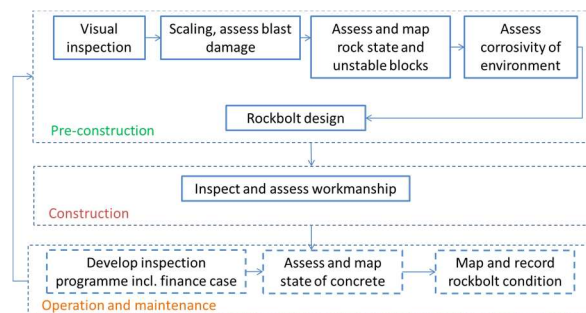 Visual
inspection
Scaling, assess blast
damage
Assess and map
rock state and
unstable blocks
Assess
corrosivity of
environment
Rockbolt design
Pre-construction
Inspect and assess workmanship
Construction
Develop inspection
programme incl. finance case
Assess and map
state of concrete
Map and record
rockbolt condition
Operation and maintenance